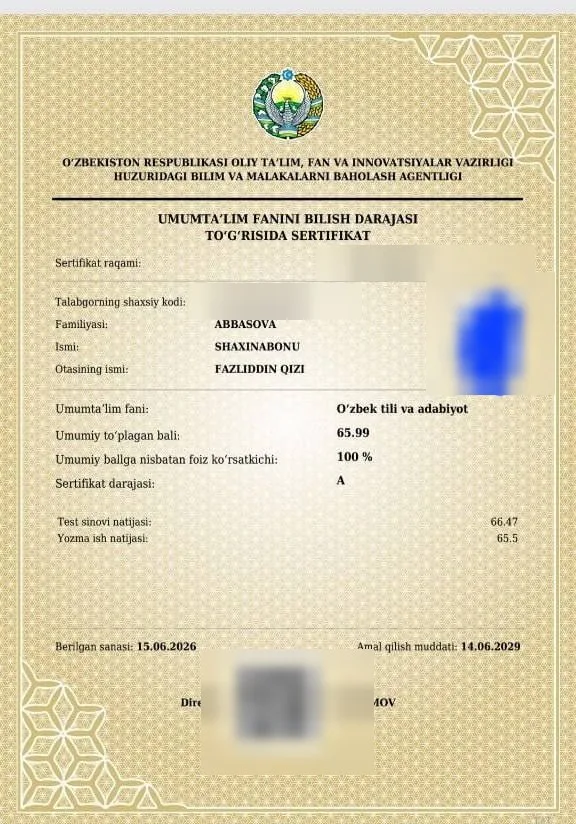 O‘ZBEKISTON RESPUBLIKASI OLIY TA’LIM, FAN VA INNOVATSIYALAR VAZIRLIGI
HUZURIDAGI BILIM VA MALAKALARNI BAHOLASH AGENTLIGI
UMUMTA’LIM FANINI BILISH DARAJASI
TO‘G‘RISIDA SERTIFIKAT
Sertifikat raqami:
Talabgorning shaxsiy kodi:
Familiyasi: ABBASOVA
Ismi: SHAXINABONU
Otasining ismi: FAZLIDDIN QIZI
Umumta’lim fani: O‘zbek tili va adabiyot
Umumiy to‘plagan bali: 65.99
Umumiy ballga nisbatan foiz ko‘rsatkichi: 100 %
Sertifikat darajasi: A
Test sinovi natijasi: 66.47
Yozma ish natijasi: 65.5
Berilgan sanasi: 15.06.2026 Amal qilish muddati: 14.06.2029